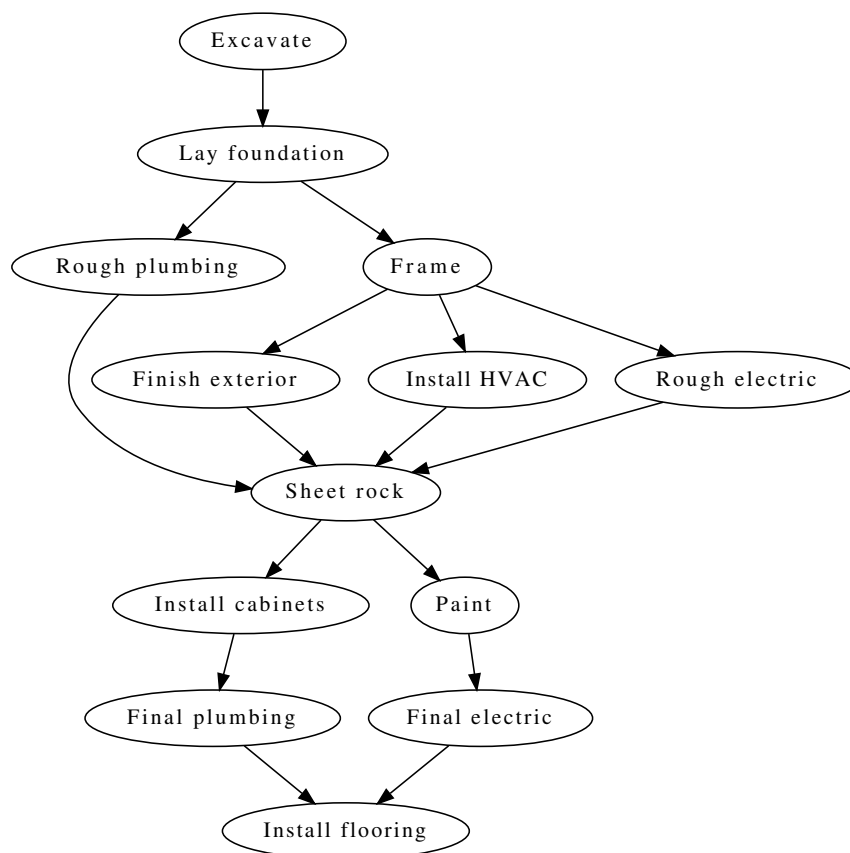 Excavate
Lay foundation
Rough plumbing
Frame
Finish exterior
Install HVAC
Rough electric
Sheet rock
Install cabinets
Paint
Final plumbing
Final electric
Install flooring